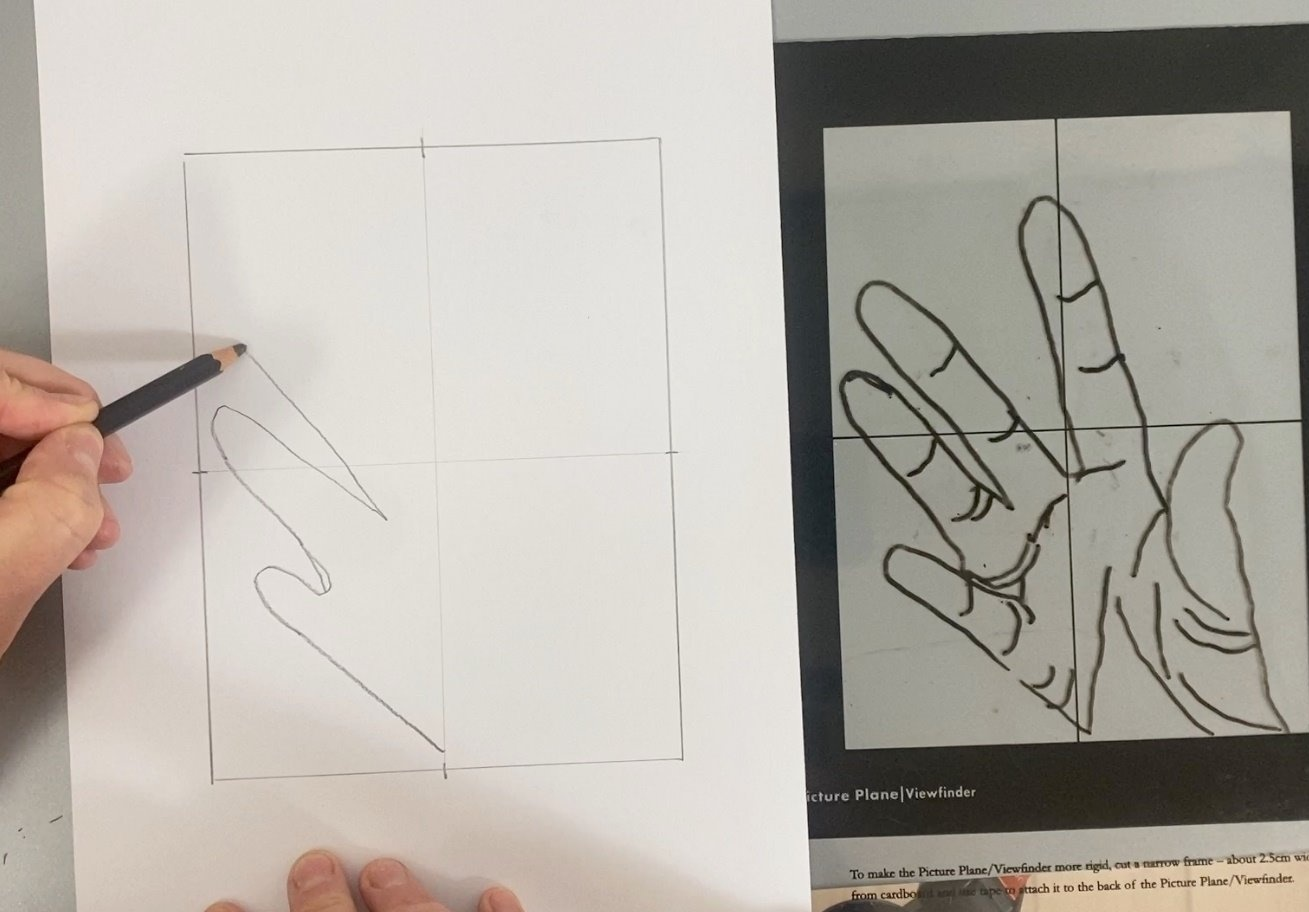 icture Plane|Viewfinder
To make the Picture Plane/Viewfinder more rigid, cut a narrow frame – about 2.5cm wi
from cardbo and use tape to attach it to the back of the Picture Plane/Viewfinder.